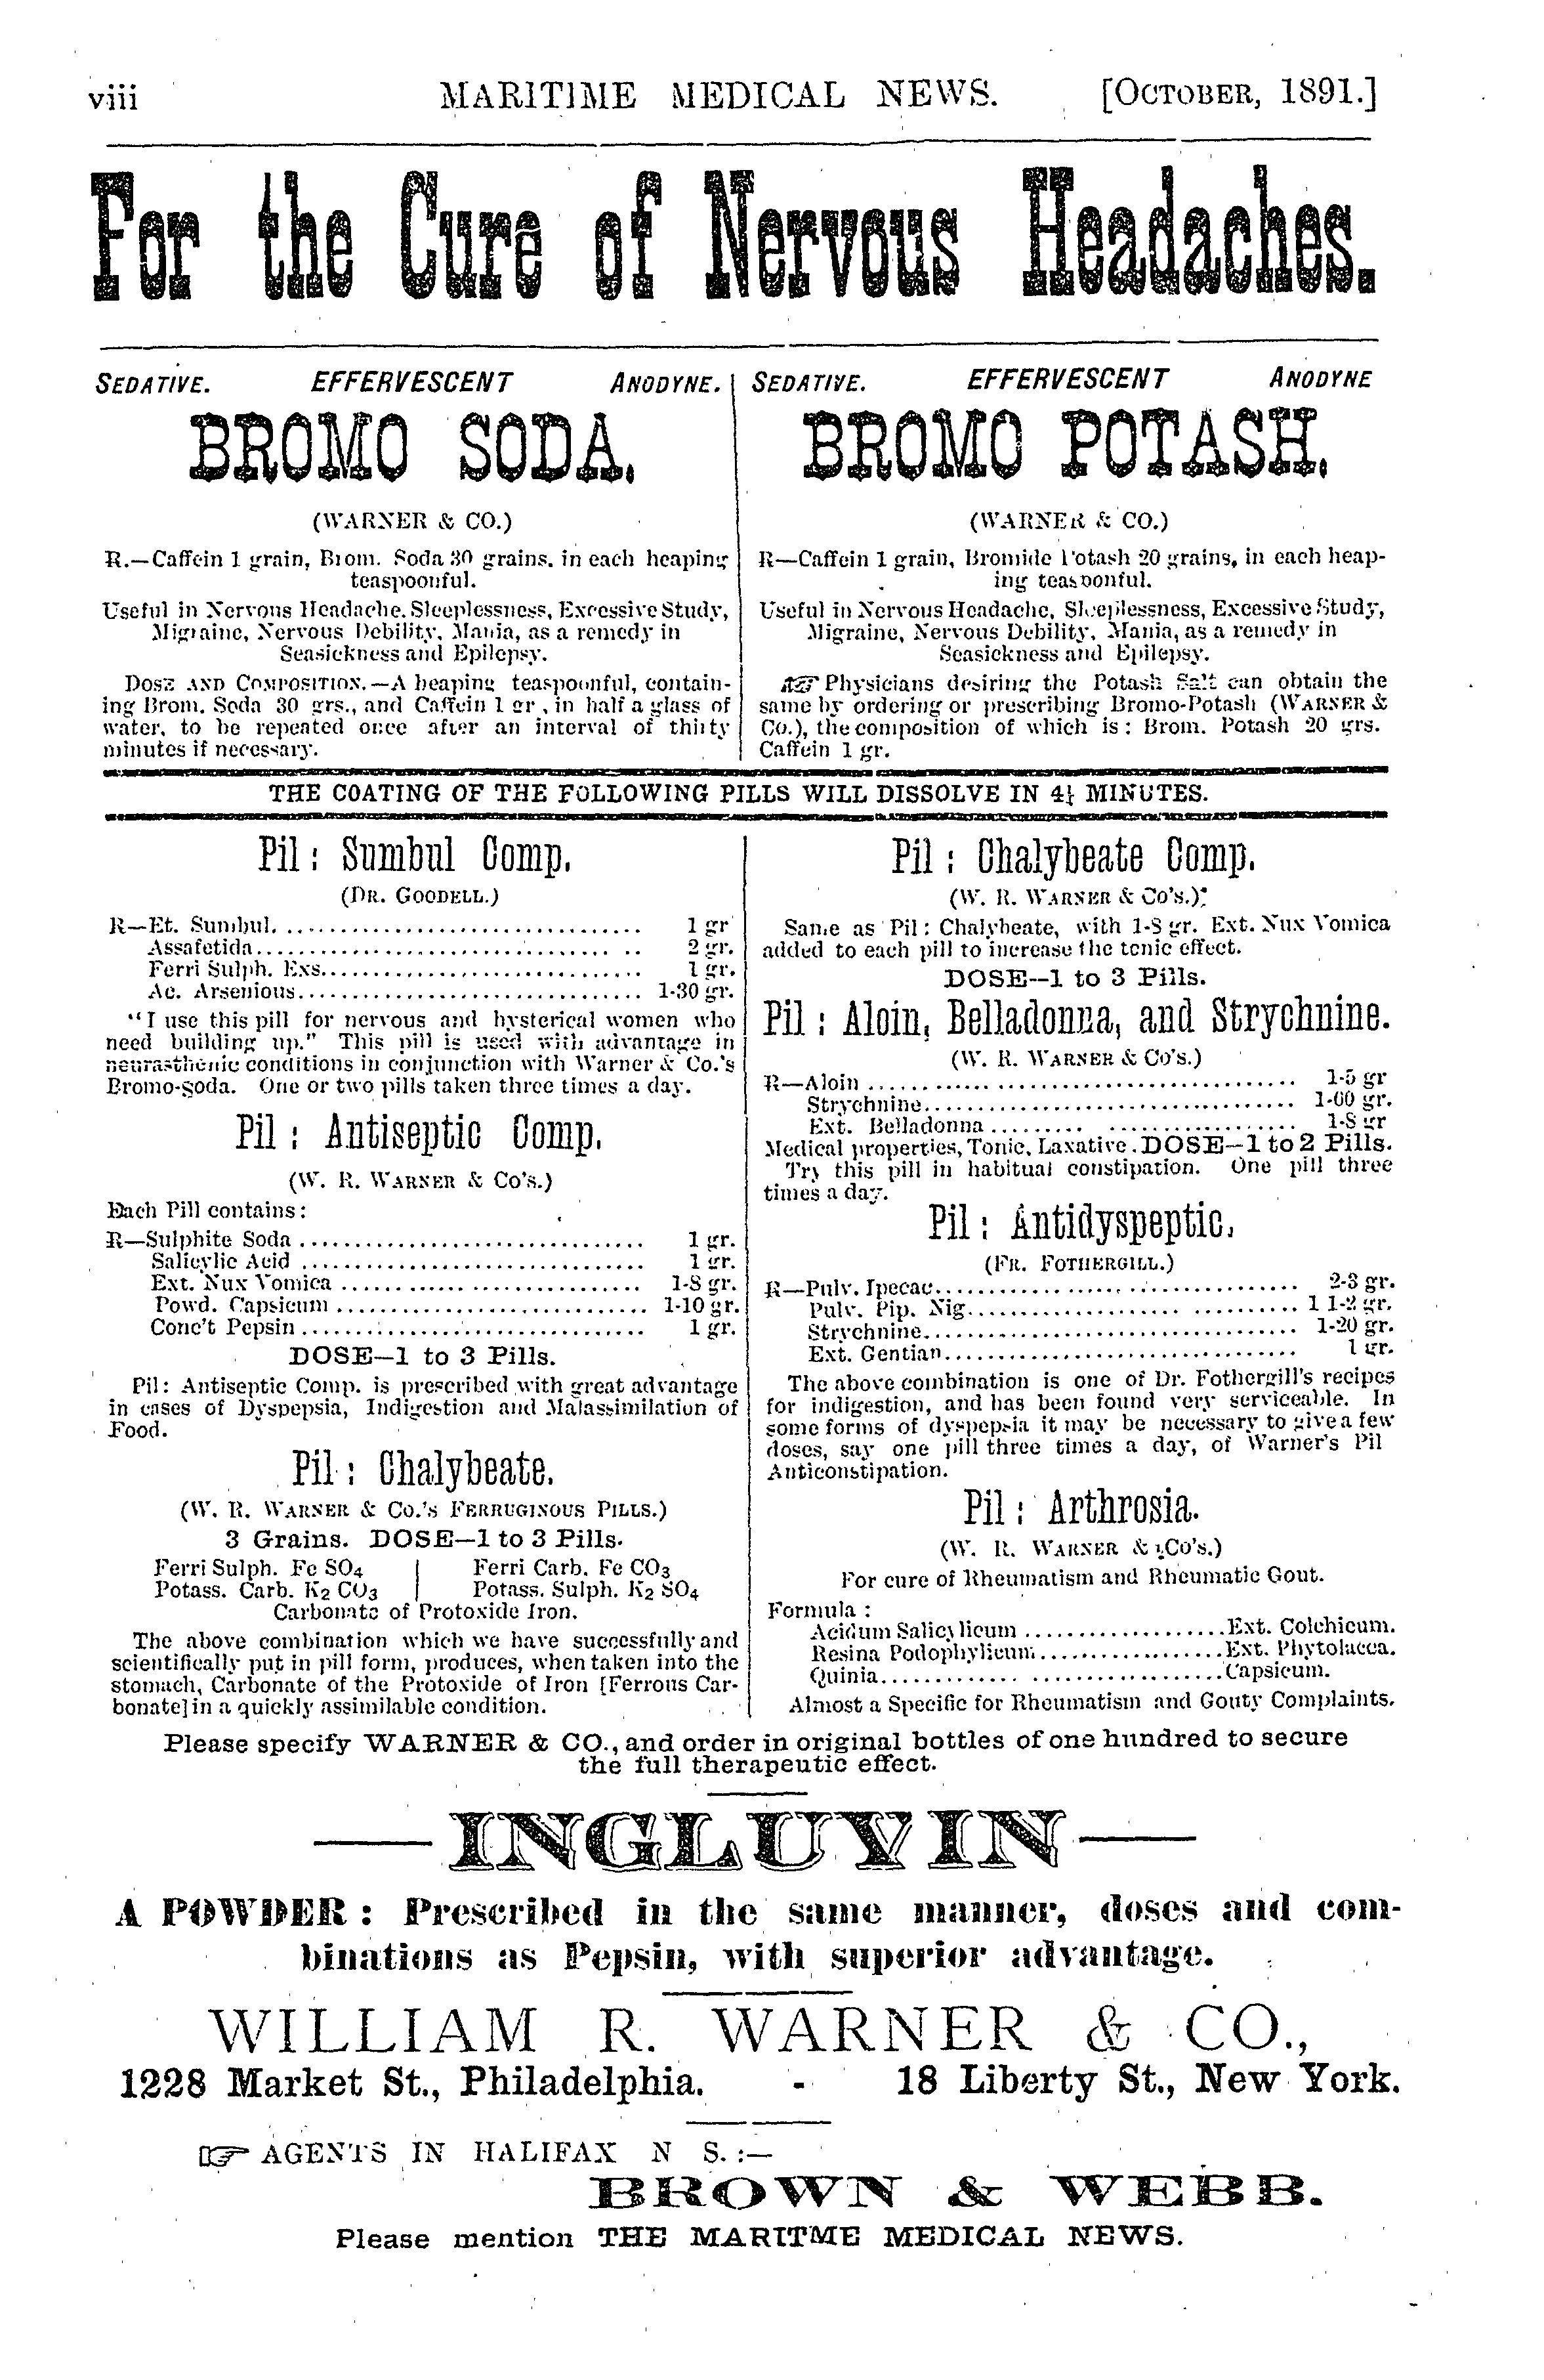 viii MARITIME MEDICAL NEWS. [OCTOBER, 1891.]
For the Cure of Nervous Headaches.
SEDATIVE. EFFERVESCENT ANODYNE.
BROMO SODA.
(WARNER & CO.)
R.—Caffein 1 grain, Brom. Soda 30 grains. in each heaping
teaspoonful.
Useful in Nervous Headache. Sleeplessness, Excessive Study,
Migraine, Nervous Debility, Mania, as a remedy in
Seasickness and Epilepsy.
DOSE AND COMPOSITION.—A heaping teaspoonful, contain-
ing Brom. Soda 30 grs., and Caffein 1 gr, in half a glass of
water, to be repeated once after an interval of thirty
minutes if necessary.
SEDATIVE. EFFERVESCENT ANODYNE
BROMO POTASH.
(WARNER & CO.)
R—Caffein 1 grain, Bromide Potash 20 grains, in each heap-
ing teaspoonful.
Useful in Nervous Headache, Sleeplessness, Excessive Study,
Migraine, Nervous Debility, Mania, as a remedy in
Seasickness and Epilepsy.
☞ Physicians desiring the Potash Salt can obtain the
same by ordering or prescribing Bromo-Potash (WARNER &
CO.), the composition of which is: Brom. Potash 20 grs.
Caffein 1 gr.
THE COATING OF THE FOLLOWING PILLS WILL DISSOLVE IN 4½ MINUTES.
Pil: Sumbul Comp.
(DR. GOODELL.)
R—Et. Sumbul. .......... 1 gr
Assafetida.......... 2 gr.
Ferri Sulph. Exs.......... 1 gr.
Ac. Arsenious.......... 1-30 gr.
"I use this pill for nervous and hysterical women who
need building up." This pill is used with advantage in
neurasthenic conditions in conjunction with Warner & Co.'s
Bromo-Soda. One or two pills taken three times a day.
Pil: Antiseptic Comp.
(W. R. WARNER & Co's.)
Each Pill contains:
R—Sulphite Soda .......... 1 gr.
Salicylic Acid .......... 1 gr.
Ext. Nux Vomica .......... 1-8 gr.
Powd. Capsicum .......... 1-10 gr.
Conc't Pepsin .......... 1 gr.
DOSE—1 to 3 Pills.
Pil: Antiseptic Comp. is prescribed with great advantage
in cases of Dyspepsia, Indigestion and Malassimilation of
Food.
Pil: Chalybeate.
(W. R. WARNER & CO.'S FERRUGINOUS PILLS.)
3 Grains. DOSE—1 to 3 Pills.
Ferri Sulph. Fe SO4 | Ferri Carb. Fe CO3
Potass. Carb. K2 CO3 | Potass. Sulph. K2 SO4
Carbonate of Protoxide Iron.
The above combination which we have successfully and
scientifically put in pill form, produces, when taken into the
stomach, Carbonate of the Protoxide of Iron [Ferrous Car-
bonate] in a quickly assimilable condition.
Pil: Chalybeate Comp.
(W. R. WARNER & Co's.)
Same as Pil: Chalybeate, with 1-8 gr. Ext. Nux Vomica
added to each pill to increase the tonic effect.
DOSE—1 to 3 Pills.
Pil: Aloin, Belladonna, and Strychnine.
(W. R. WARNER & Co's.)
R—Aloin .......... 1-5 gr
Strychnine.......... 1-60 gr.
Ext. Belladonna .......... 1-8 gr
Medical properties, Tonic, Laxative. DOSE—1 to 2 Pills.
Try this pill in habitual constipation. One pill three
times a day.
Pil: Antidyspeptic.
(FR. FOTHERGILL.)
R—Pulv. Ipecac.......... 2-3 gr.
Pulv. Pip. Nig.......... 1 1-2 gr.
Strychnine.......... 1-20 gr.
Ext. Gentian.......... 1 gr.
The above combination is one of Dr. Fothergill's recipes
for indigestion, and has been found very serviceable. In
some forms of dyspepsia it may be necessary to give a few
doses, say one pill three times a day, of Warner's Pil
Anticonstipation.
Pil: Arthrosia.
(W. R. WARNER & Co's.)
For cure of Rheumatism and Rheumatic Gout.
Formula:
Acidum Salicylicum ..........Ext. Colchicum.
Resina Podophylicum..........Ext. Phytolacca.
Quinia..........Capsicum.
Almost a Specific for Rheumatism and Gouty Complaints.
Please specify WARNER & CO., and order in original bottles of one hundred to secure
the full therapeutic effect.
—INGLUVIN—
A POWDER: Prescribed in the same manner, doses and com-
binations as Pepsin, with superior advantage.
WILLIAM R. WARNER & CO.,
1228 Market St., Philadelphia. - 18 Liberty St., New York.
☞ AGENTS IN HALIFAX N S.:—
BROWN & WEBB.
Please mention THE MARITME MEDICAL NEWS.